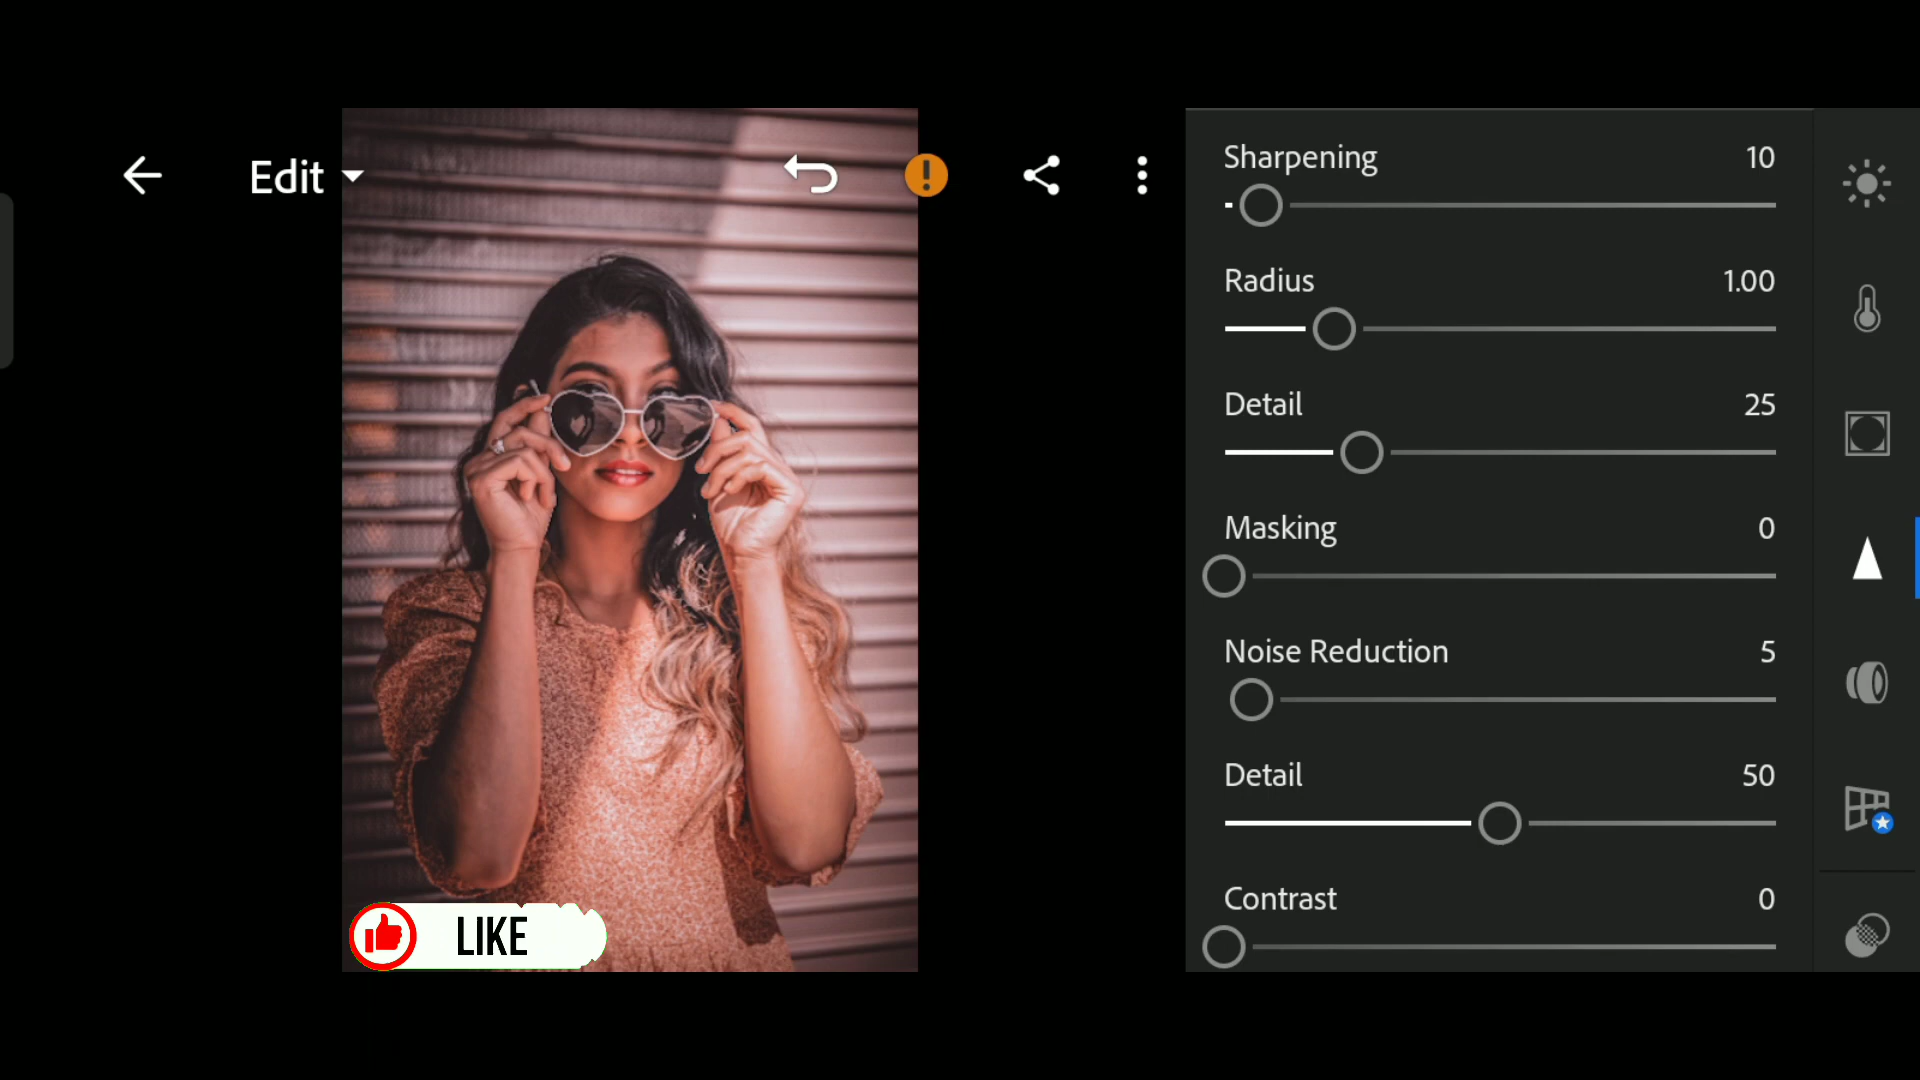 Edit
Sharpening 10
Radius 1.00
Detail 25
Masking 0
Noise Reduction 5
Detail 50
Contrast 0
LIKE